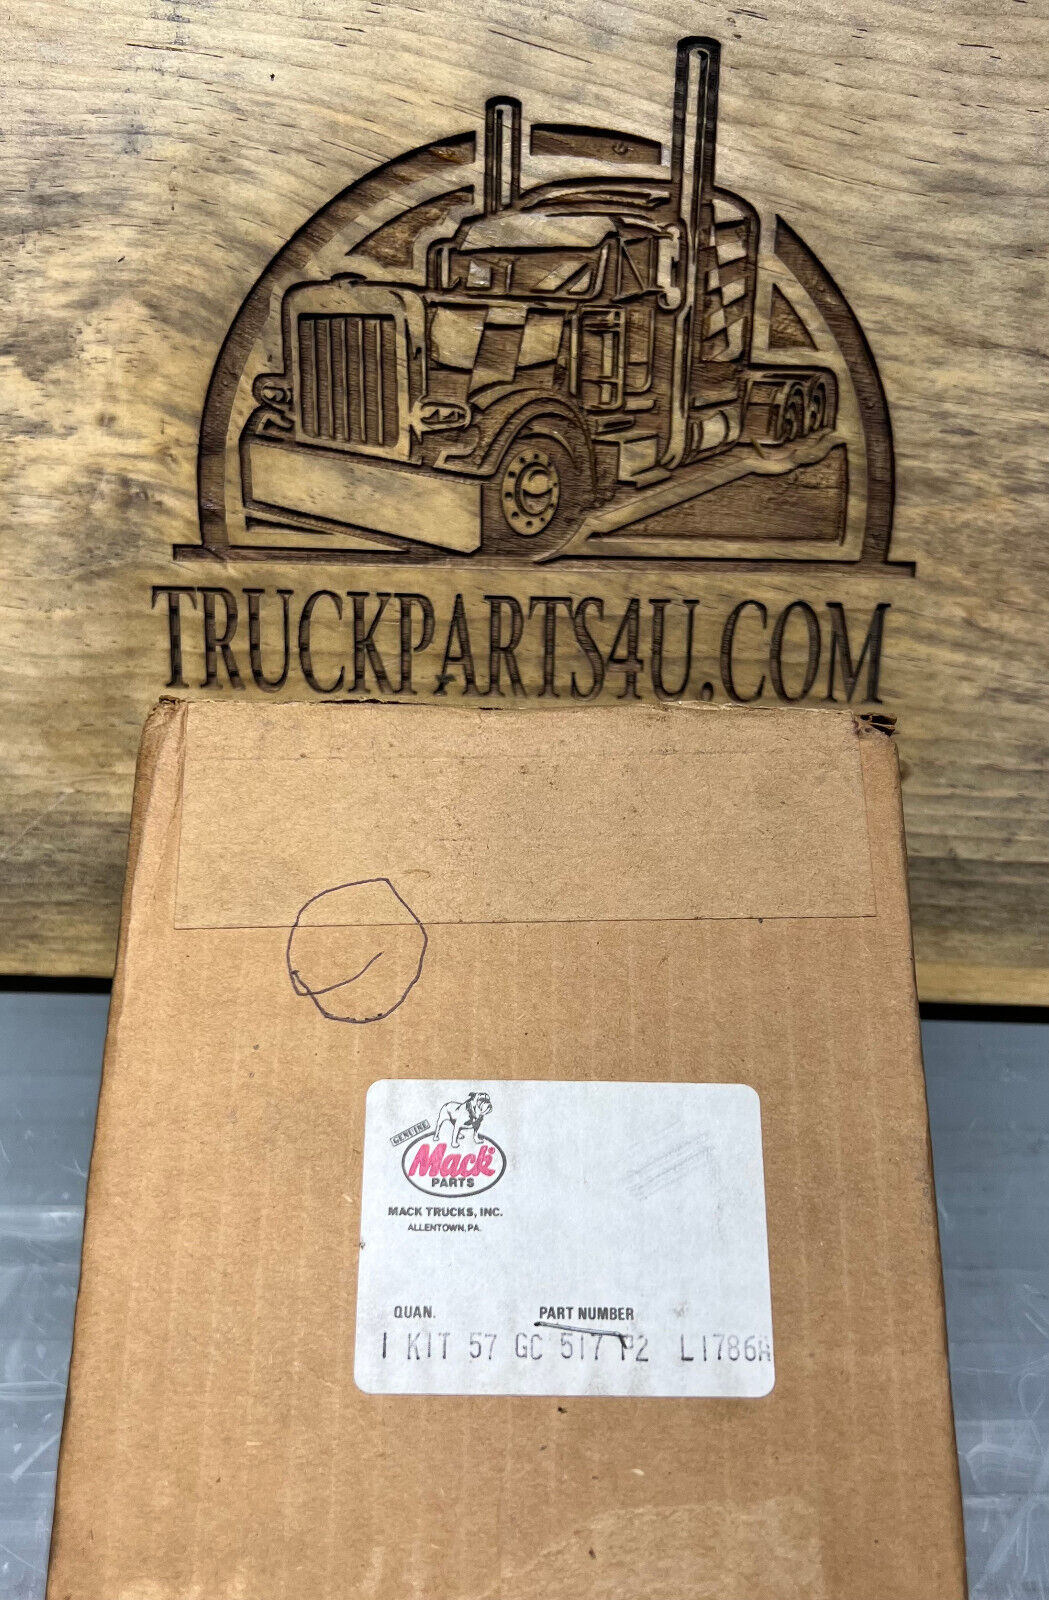 TRUCKPARTS4U.COM
GENUINE
Mack
PARTS
MACK TRUCKS, INC.
ALLENTOWN, PA.
QUAN. PART NUMBER
1 KIT 57 GC 517 P2 L1786A